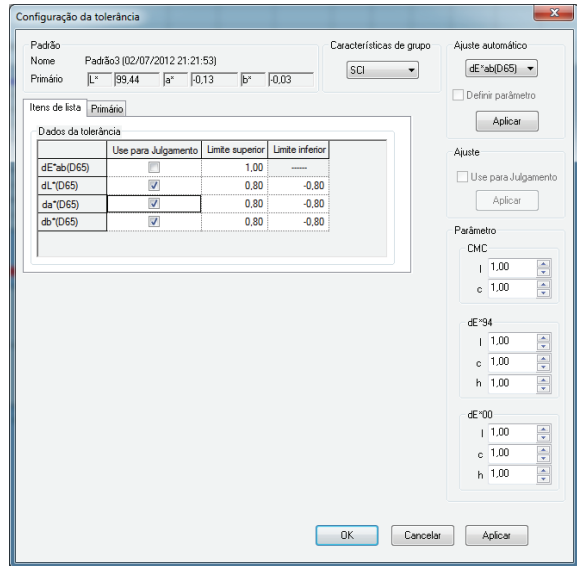 Configuração da tolerância
Padrão
Nome Padrão3 (02/07/2012 21:21:53)
Primário L* 99,44 a* -0,13 b* -0,03
Características de grupo
SCI
Ajuste automático
dE*ab(D65)
Definir parâmetro
Aplicar
Itens de lista Primário
Dados da tolerância
Use para Julgamento Limite superior Limite inferior
dE*ab(D65) 1,00 -----
dL*(D65) 0,80 -0,80
da*(D65) 0,80 -0,80
db*(D65) 0,80 -0,80
Ajuste
Use para Julgamento
Aplicar
Parâmetro
CMC
l 1,00
c 1,00
dE*94
l 1,00
c 1,00
h 1,00
dE*00
l 1,00
c 1,00
h 1,00
OK Cancelar Aplicar